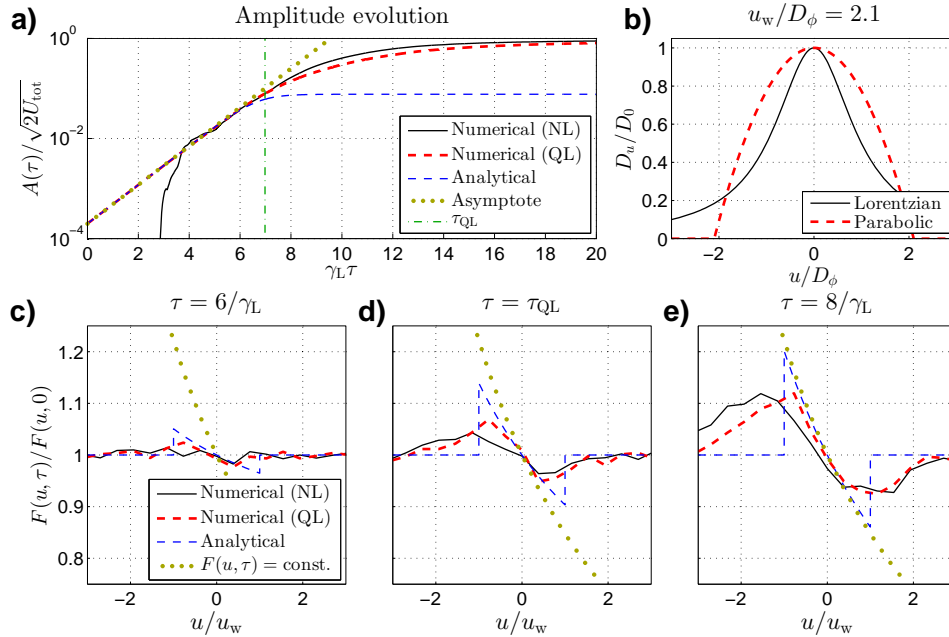 a)
Amplitude evolution
A(τ)/√2U_tot
10^0
10^−2
10^−4
0 2 4 6 8 10 12 14 16 18 20
γ_L τ
Numerical (NL)
Numerical (QL)
Analytical
Asymptote
τ_QL
b)
u_w/D_ϕ = 2.1
D_u/D_0
1
0.8
0.6
0.4
0.2
0
−2 0 2
u/D_ϕ
Lorentzian
Parabolic
c)
τ = 6/γ_L
F(u, τ)/F(u, 0)
1.2
1.1
1
0.9
0.8
−2 0 2
u/u_w
Numerical (NL)
Numerical (QL)
Analytical
F(u, τ) = const.
d)
τ = τ_QL
−2 0 2
u/u_w
e)
τ = 8/γ_L
−2 0 2
u/u_w